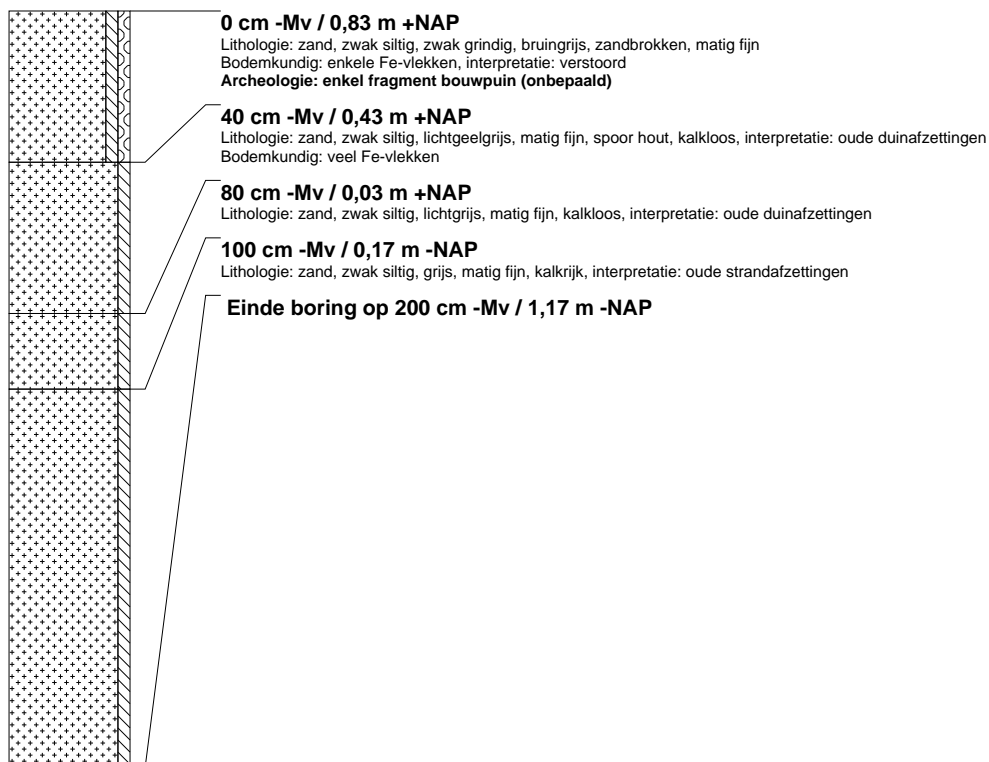 0 cm -Mv / 0,83 m +NAP
Lithologie: zand, zwak siltig, zwak grindig, bruingrijs, zandbrokken, matig fijn
Bodemkundig: enkele Fe-vlekken, interpretatie: verstoord
Archeologie: enkel fragment bouwpuin (onbepaald)
40 cm -Mv / 0,43 m +NAP
Lithologie: zand, zwak siltig, lichtgeelgrijs, matig fijn, spoor hout, kalkloos, interpretatie: oude duinafzettingen
Bodemkundig: veel Fe-vlekken
80 cm -Mv / 0,03 m +NAP
Lithologie: zand, zwak siltig, lichtgrijs, matig fijn, kalkloos, interpretatie: oude duinafzettingen
100 cm -Mv / 0,17 m -NAP
Lithologie: zand, zwak siltig, grijs, matig fijn, kalkrijk, interpretatie: oude strandafzettingen
Einde boring op 200 cm -Mv / 1,17 m -NAP